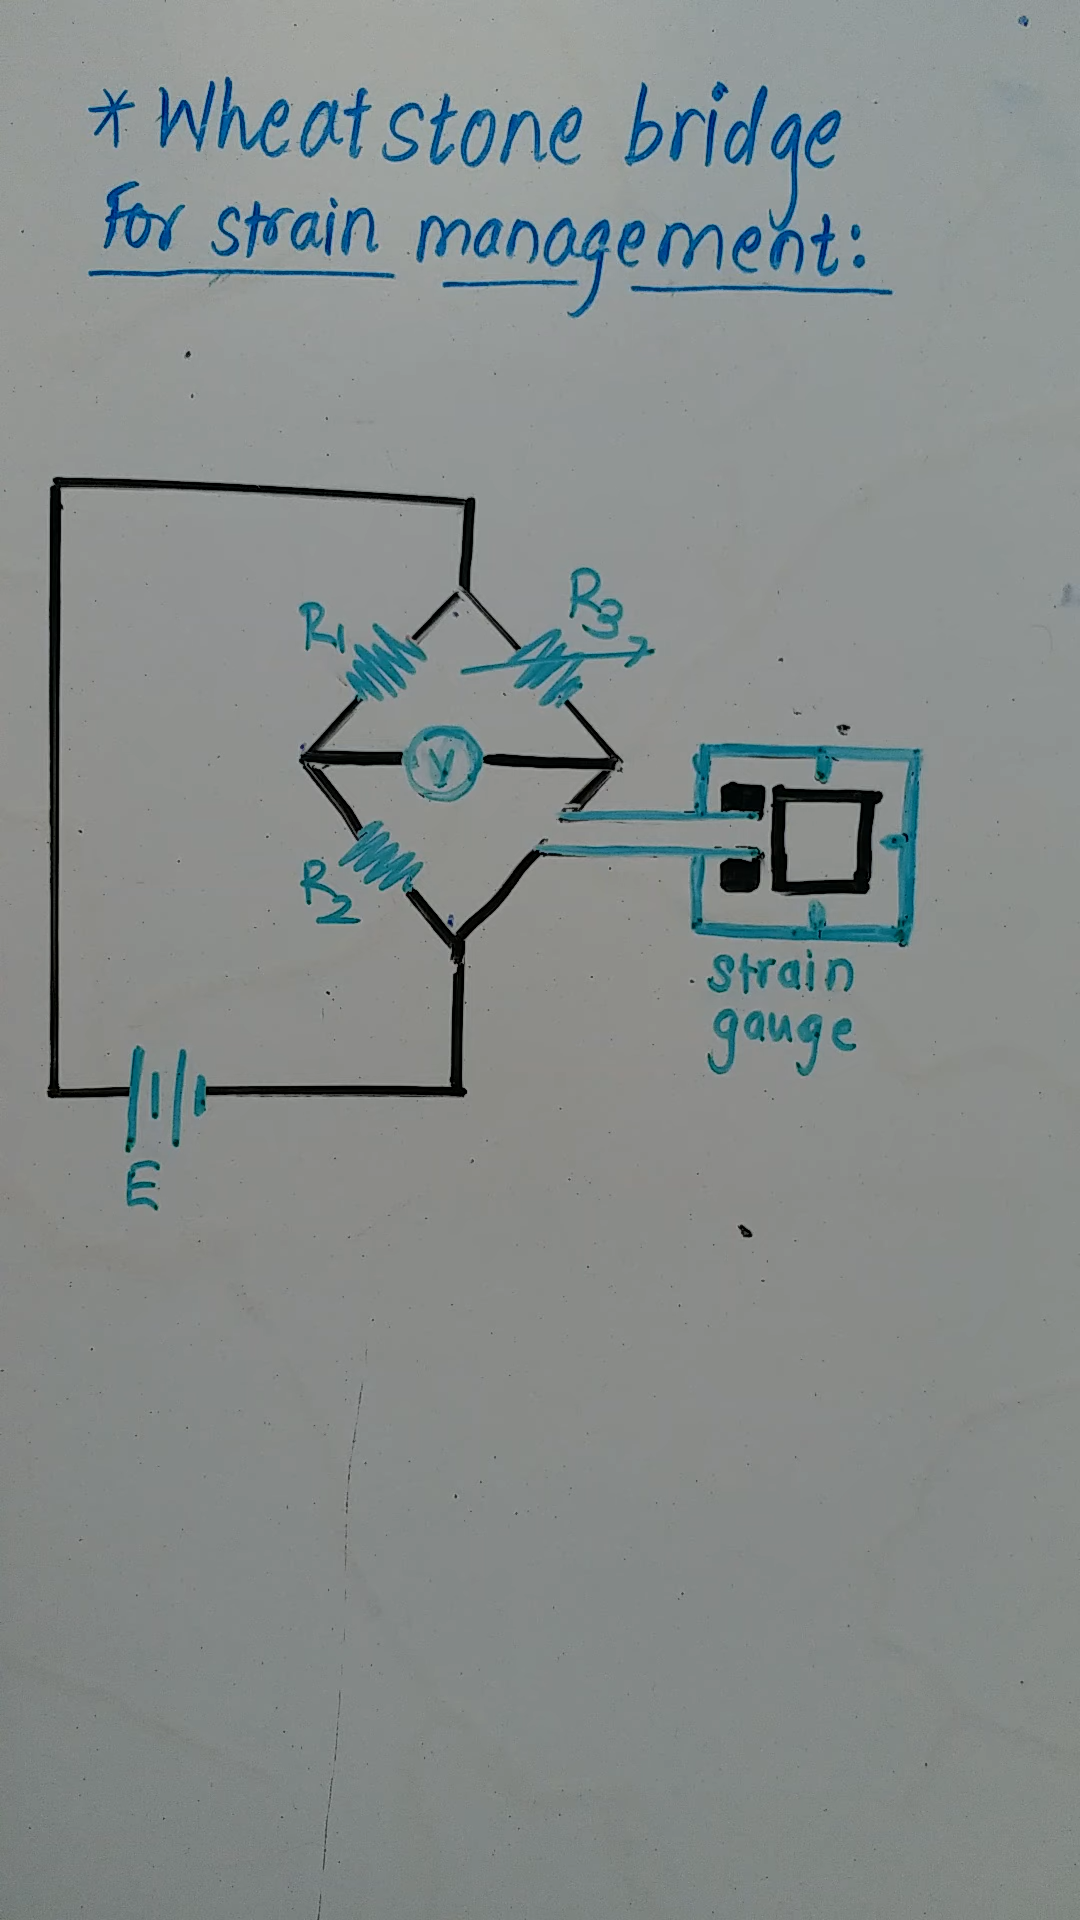 * Wheatstone bridge
For strain management:
R1
R3
V
R2
strain
gauge
E